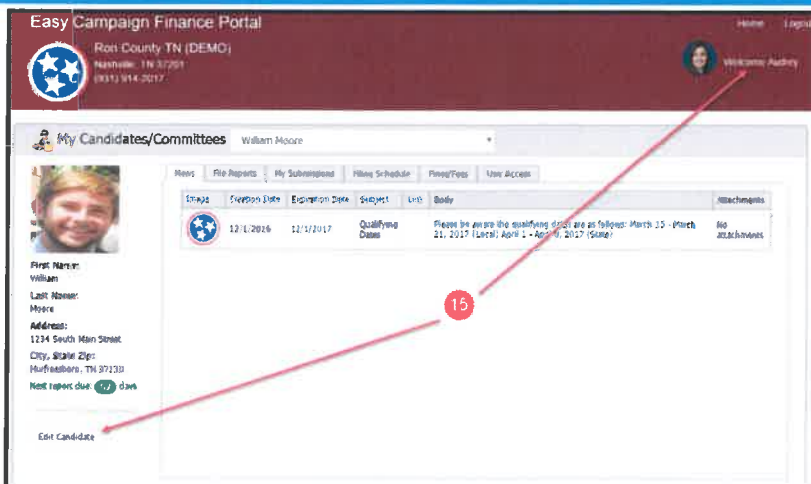 Easy Campaign Finance Portal
Home Logout
Ron County TN (DEMO)
Nashville, TN 37201
(931) 914-2017
Welcome Audrey
My Candidates/Committees William Moore
News File Reports My Submissions Filing Schedule Fines/Fees User Access
Image Creation Date Expiration Date Subject Link Body Attachments
12/1/2016 12/1/2017 Qualifying Dates Please be aware the qualifying dates are as follows: March 15 - March 21, 2017 (Local) April 1 - April 9, 2017 (State) No attachments
First Name:
William
Last Name:
Moore
15
Address:
1234 South Main Street
City, State Zip:
Murfreesboro, TN 37130
Next report due: days
Edit Candidate